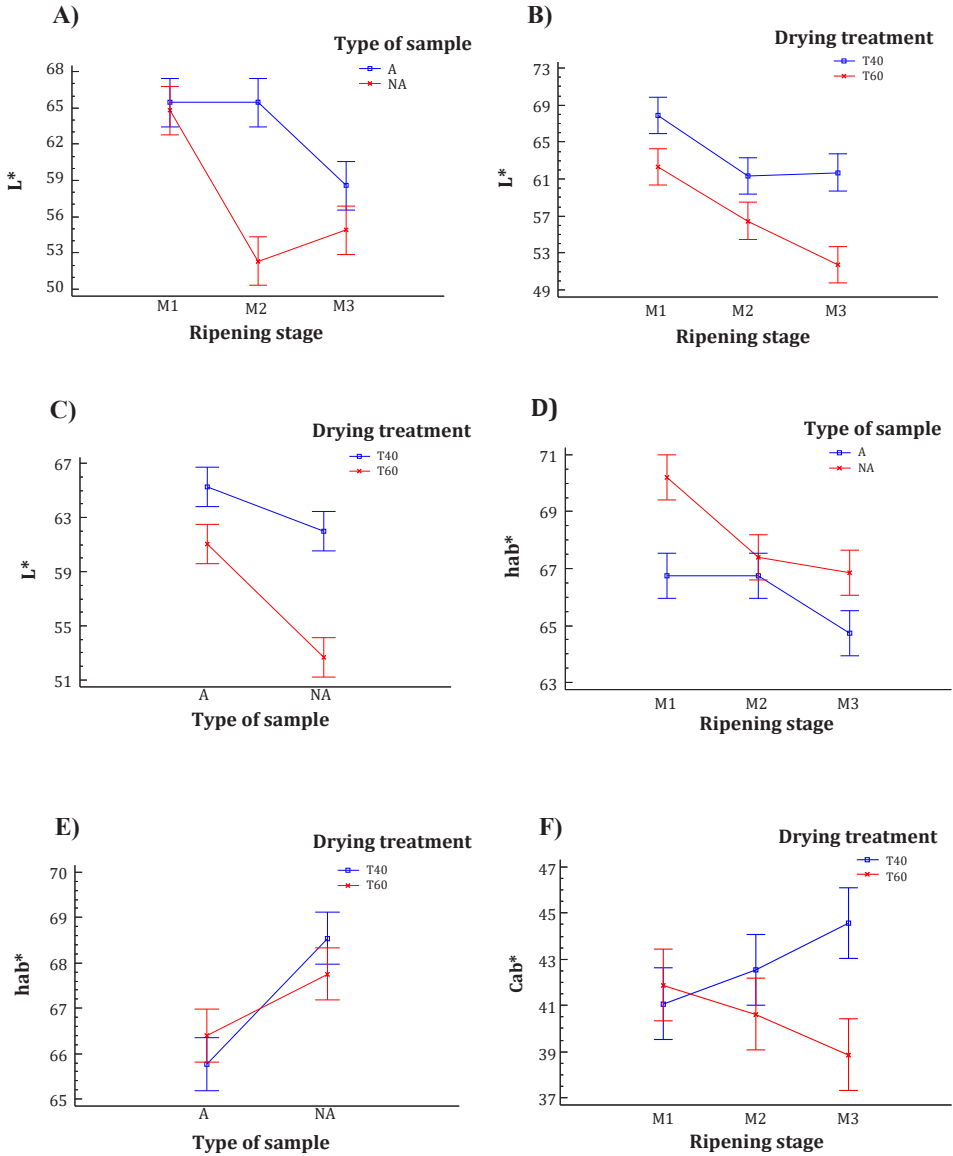 A)
Type of sample
A
NA
68
65
62
59
56
53
50
L*
M1 M2 M3
Ripening stage
B)
Drying treatment
T40
T60
73
69
65
61
57
53
49
L*
M1 M2 M3
Ripening stage
C)
Drying treatment
T40
T60
67
63
59
55
51
L*
A NA
Type of sample
D)
Type of sample
A
NA
71
69
67
65
63
hab*
M1 M2 M3
Ripening stage
E)
Drying treatment
T40
T60
70
69
68
67
66
65
hab*
A NA
Type of sample
F)
Drying treatment
T40
T60
47
45
43
41
39
37
Cab*
M1 M2 M3
Ripening stage